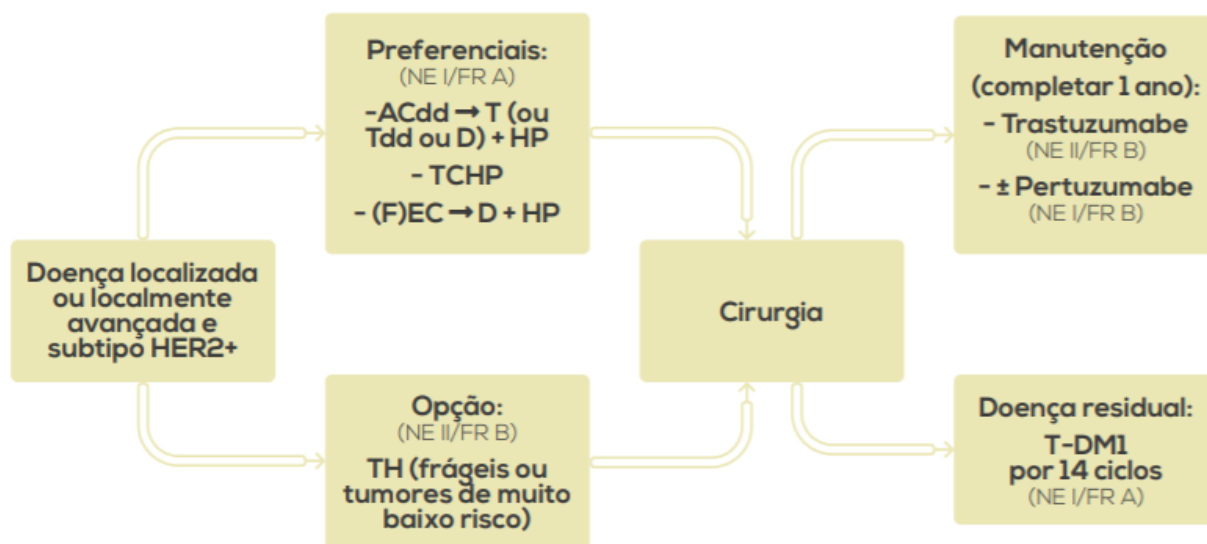 Doença localizada
ou localmente
avançada e
subtipo HER2+
Preferenciais:
(NE I/FR A)
-ACdd → T (ou
Tdd ou D) + HP
- TCHP
- (F)EC → D + HP
Opção:
(NE II/FR B)
TH (frágeis ou
tumores de muito
baixo risco)
Cirurgia
Manutenção
(completar 1 ano):
- Trastuzumabe
(NE II/FR B)
- ± Pertuzumabe
(NE I/FR B)
Doença residual:
T-DM1
por 14 ciclos
(NE I/FR A)